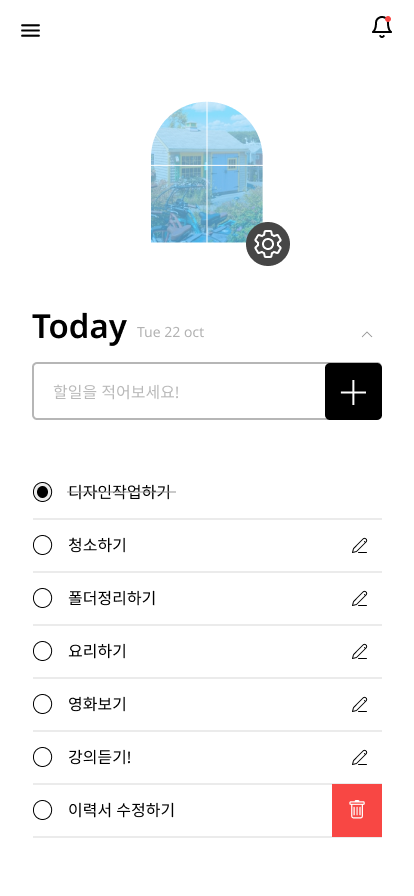 Today Tue 22 oct
할일을 적어보세요!
디자인작업하기
청소하기
폴더정리하기
요리하기
영화보기
강의듣기!
이력서 수정하기